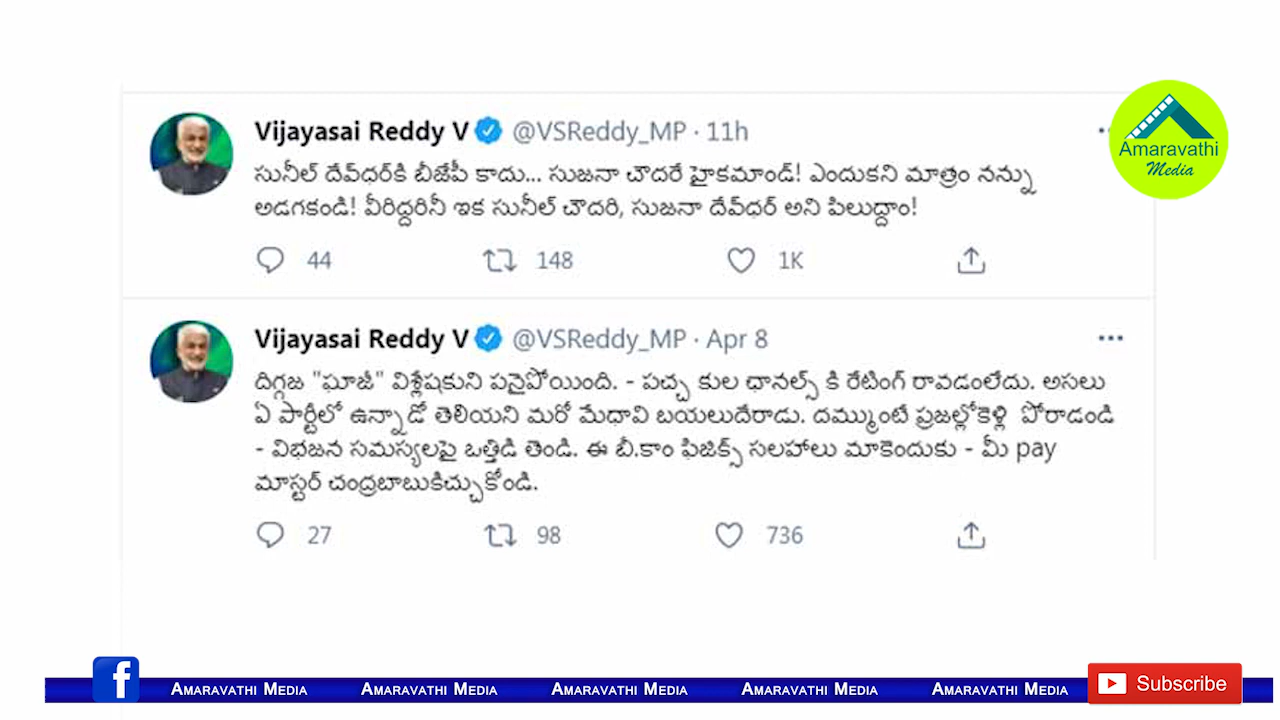 Vijayasai Reddy V @VSReddy_MP · 11h
సునీల్ దేవ్‌ధర్‌కి బీజేపీ కాదు... సుజనా చౌదరే హైకమాండ్! ఎందుకని మాత్రం నన్ను
అడగకండి! వీరిద్దరినీ ఇక సునీల్ చౌదరి, సుజనా దేవ్‌ధర్ అని పిలుద్దాం!
44 148 1K
Vijayasai Reddy V @VSReddy_MP · Apr 8
దిగ్గజ "ఘాజీ" విశ్లేషకుని పనైపోయింది. - పచ్చ కుల ఛానల్స్ కి రేటింగ్ రావడంలేదు. అసలు
ఏ పార్టీలో ఉన్నాడో తెలియని మరో మేధావి బయలుదేరాడు. దమ్ముంటే ప్రజల్లోకెళ్లి పోరాడండి
- విభజన సమస్యలపై ఒత్తిడి తెండి. ఈ బీ.కాం ఫిజిక్స్ సలహాలు మాకెందుకు - మీ pay
మాస్టర్ చంద్రబాబుకిచ్చుకోండి.
27 98 736
Amaravathi
Media
f Amaravathi Media Amaravathi Media Amaravathi Media Amaravathi Media Amaravathi Media Subscribe